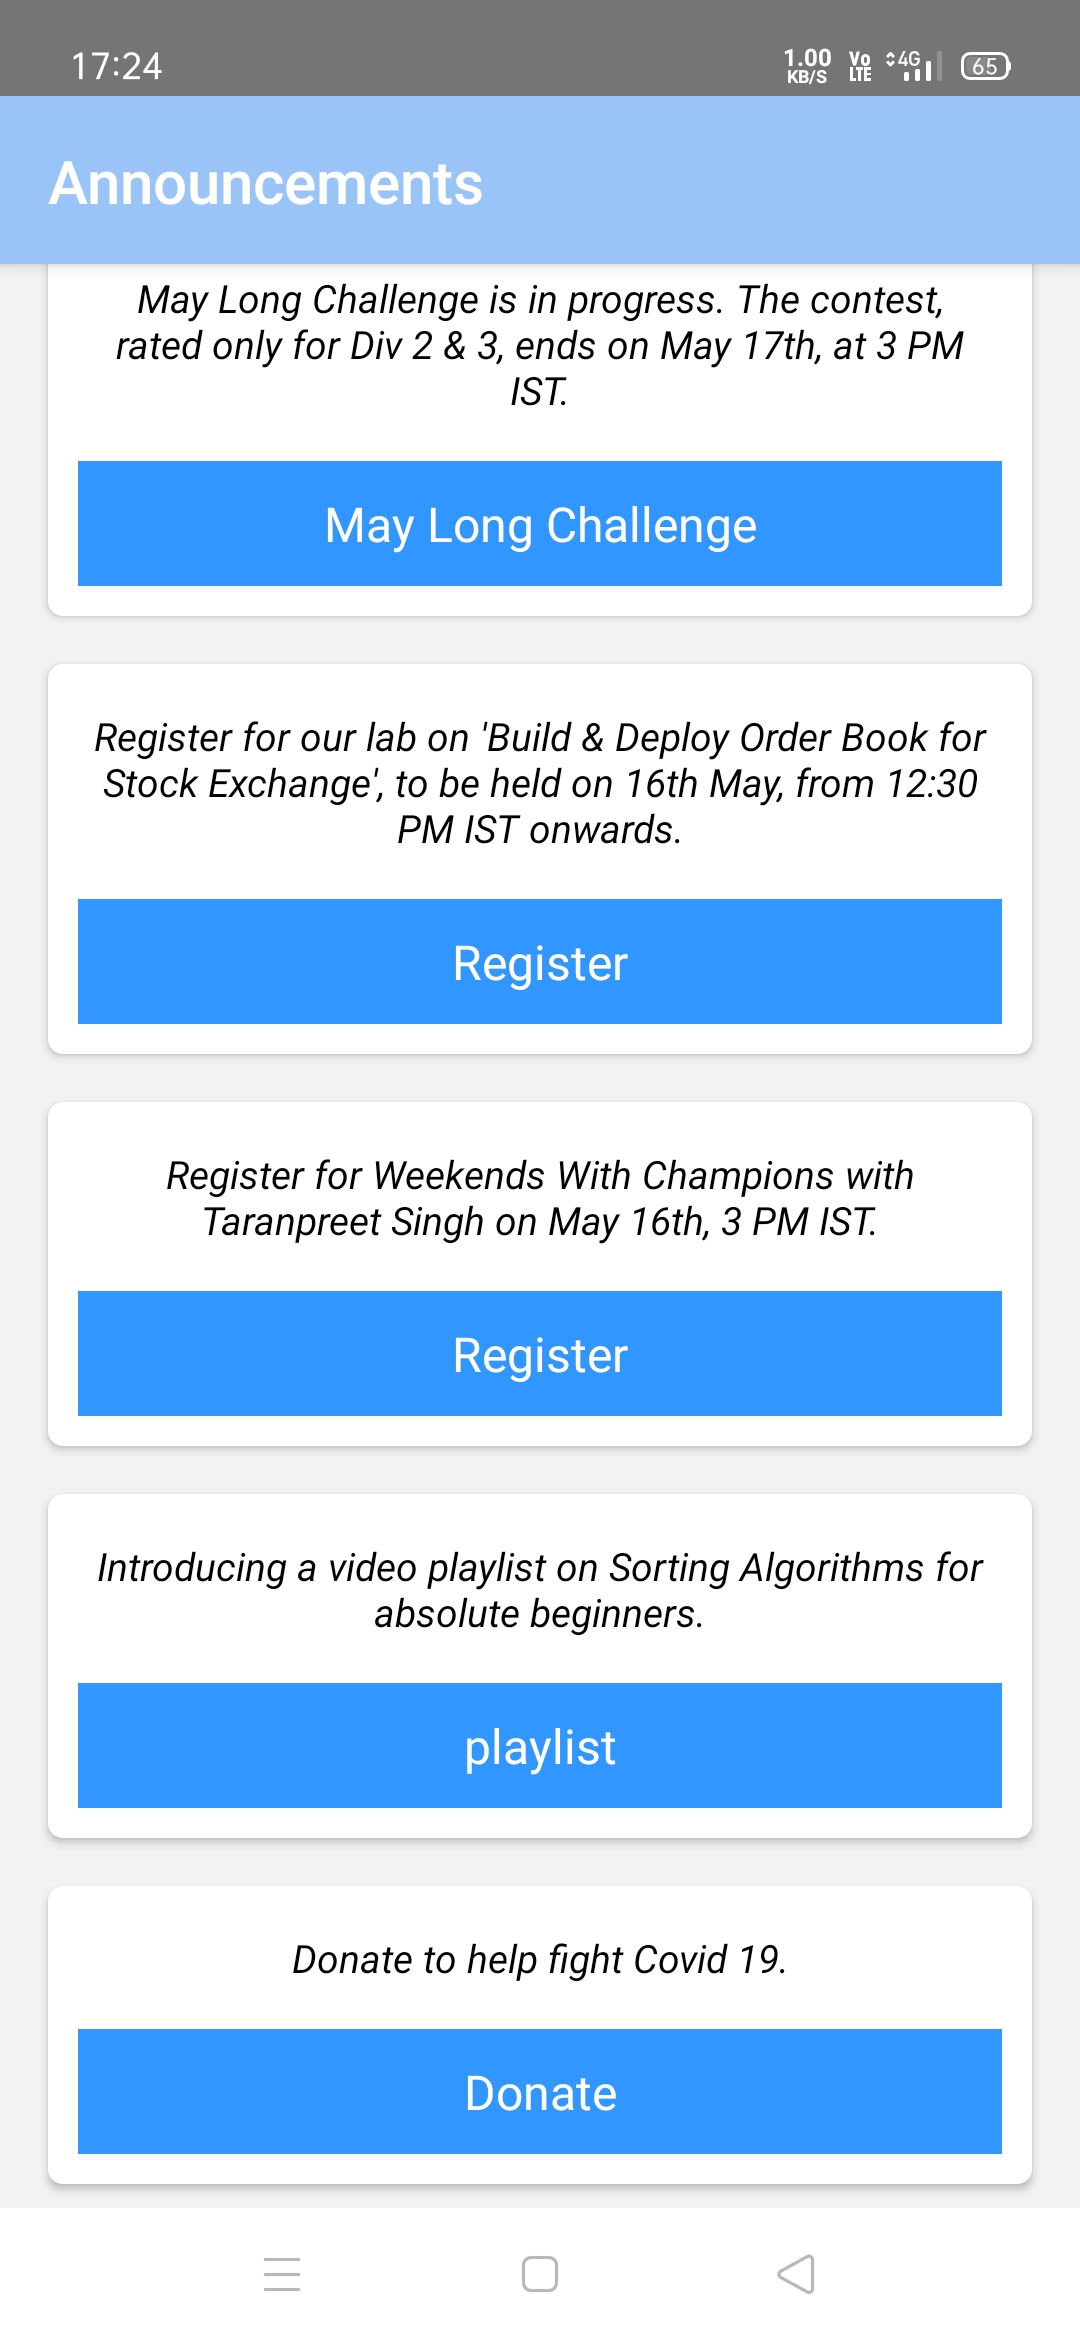 17:24
1.00
KB/S
Vo
LTE
4G
65
Announcements
May Long Challenge is in progress. The contest,
rated only for Div 2 & 3, ends on May 17th, at 3 PM
IST.
May Long Challenge
Register for our lab on 'Build & Deploy Order Book for
Stock Exchange', to be held on 16th May, from 12:30
PM IST onwards.
Register
Register for Weekends With Champions with
Taranpreet Singh on May 16th, 3 PM IST.
Register
Introducing a video playlist on Sorting Algorithms for
absolute beginners.
playlist
Donate to help fight Covid 19.
Donate